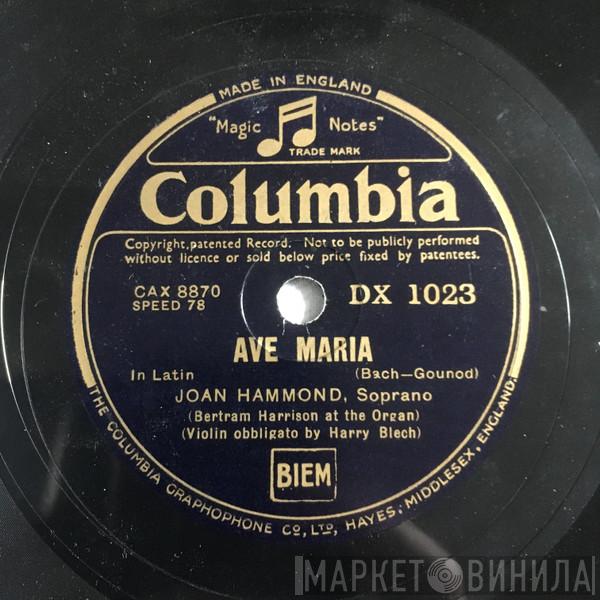 MADE IN ENGLAND
"Magic Notes"
TRADE MARK
Columbia
Copyright,patented Record. Not to be publicly performed
without licence or sold below price fixed by patentees.
CAX 8870 DX 1023
SPEED 78
AVE MARIA
In Latin (Bach—Gounod)
JOAN HAMMOND, Soprano
(Bertram Harrison at the Organ)
(Violin obbligato by Harry Blech)
BIEM
THE COLUMBIA GRAPHOPHONE CO, LTD, HAYES, MIDDLESEX, ENGLAND.
МАРКЕТ ВИНИЛА